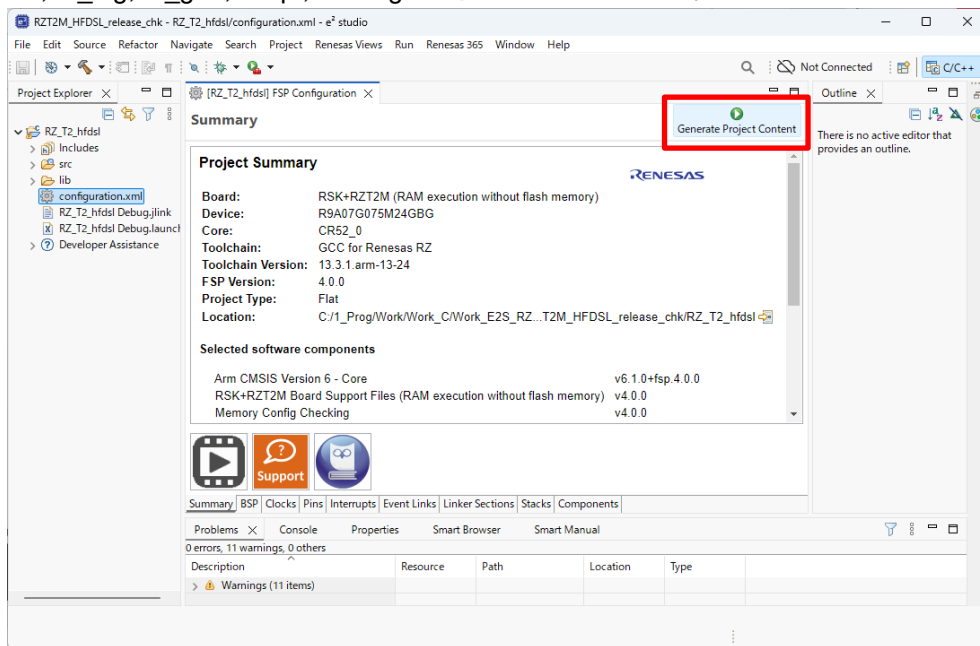 RZT2M_HFDSL_release_chk - RZ_T2_hfdsl/configuration.xml - e² studio
File Edit Source Refactor Navigate Search Project Renesas Views Run Renesas 365 Window Help
Not Connected
C/C++
Project Explorer
[RZ_T2_hfdsl] FSP Configuration
Outline
Summary
Generate Project Content
There is no active editor that
provides an outline.
RZ_T2_hfdsl
Includes
src
lib
configuration.xml
RZ_T2_hfdsl Debug.jlink
RZ_T2_hfdsl Debug.launch
Developer Assistance
Project Summary
RENESAS
Board: RSK+RZT2M (RAM execution without flash memory)
Device: R9A07G075M24GBG
Core: CR52_0
Toolchain: GCC for Renesas RZ
Toolchain Version: 13.3.1.arm-13-24
FSP Version: 4.0.0
Project Type: Flat
Location: C:/1_Prog/Work/Work_C/Work_E2S_RZ...T2M_HFDSL_release_chk/RZ_T2_hfdsl
Selected software components
Arm CMSIS Version 6 - Core v6.1.0+fsp.4.0.0
RSK+RZT2M Board Support Files (RAM execution without flash memory) v4.0.0
Memory Config Checking v4.0.0
Support
Summary BSP Clocks Pins Interrupts Event Links Linker Sections Stacks Components
Problems Console Properties Smart Browser Smart Manual
0 errors, 11 warnings, 0 others
Description Resource Path Location Type
Warnings (11 items)